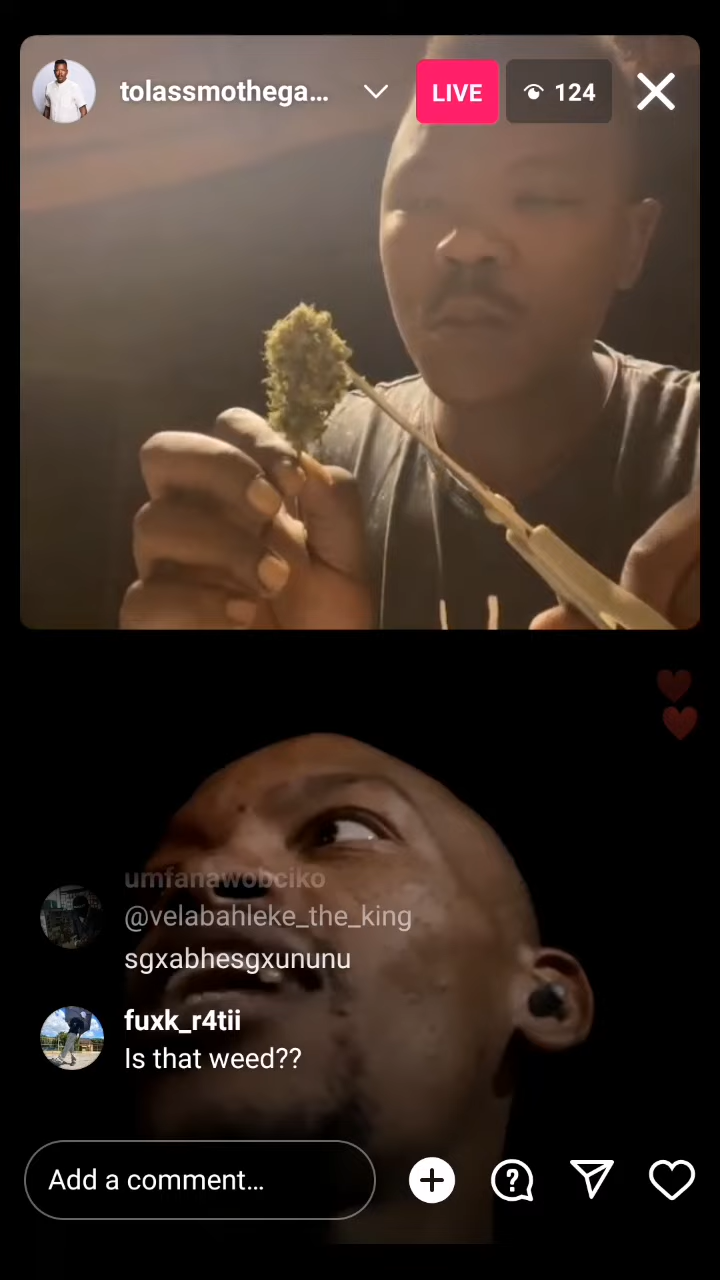 tolassmothega...
LIVE
124
umfanawobciko
@velabahleke_the_king
sgxabhesgxununu
fuxk_r4tii
Is that weed??
Add a comment...